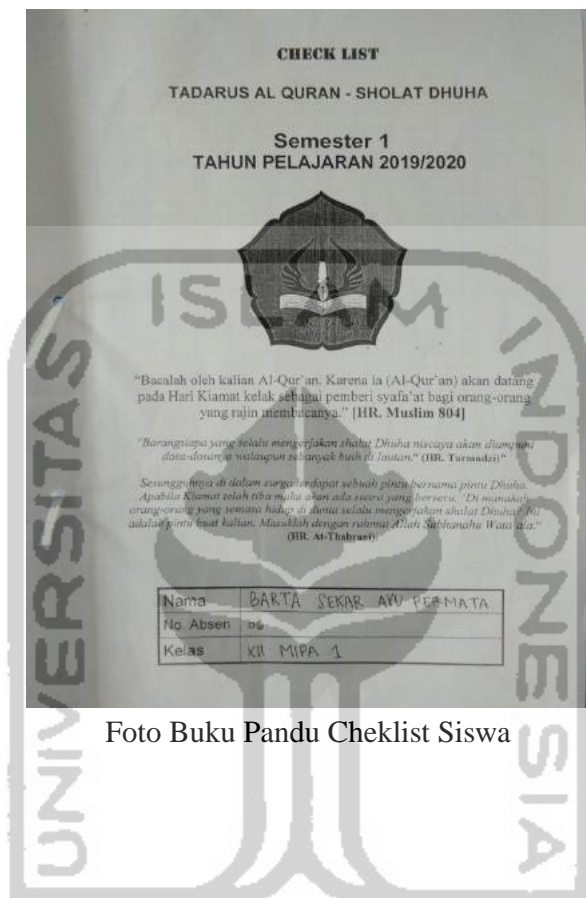 CHECK LIST
TADARUS AL QURAN - SHOLAT DHUHA
Semester 1
TAHUN PELAJARAN 2019/2020
"Bacalah oleh kalian Al-Qur'an. Karena ia (Al-Qur'an) akan datang
pada Hari Kiamat kelak sebagai pemberi syafa'at bagi orang-orang
yang rajin membacanya." [HR. Muslim 804]
"Barangsiapa yang selalu mengerjakan shalat Dhuha niscaya akan diampuni
dosa-dosanya walaupun sebanyak buih di lautan." (HR. Turmudzi)"
Sesungguhnya di dalam surga terdapat sebuah pintu bernama pintu Dhuha.
Apabila Kiamat telah tiba maka akan ada suara yang berseru, 'Di manakah
orang-orang yang semasa hidup di dunia selalu mengerjakan shalat Dhuha? Ini
adalah pintu buat kalian. Masuklah dengan rahmat Allah Subhanahu Wata'ala."
(HR. At-Thabrani)
Nama BARTA SEKAR AYU PERMATA
No. Absen 06
Kelas XII MIPA 1
Foto Buku Pandu Cheklist Siswa
UNIVERSITAS
ISLAM
INDONESIA